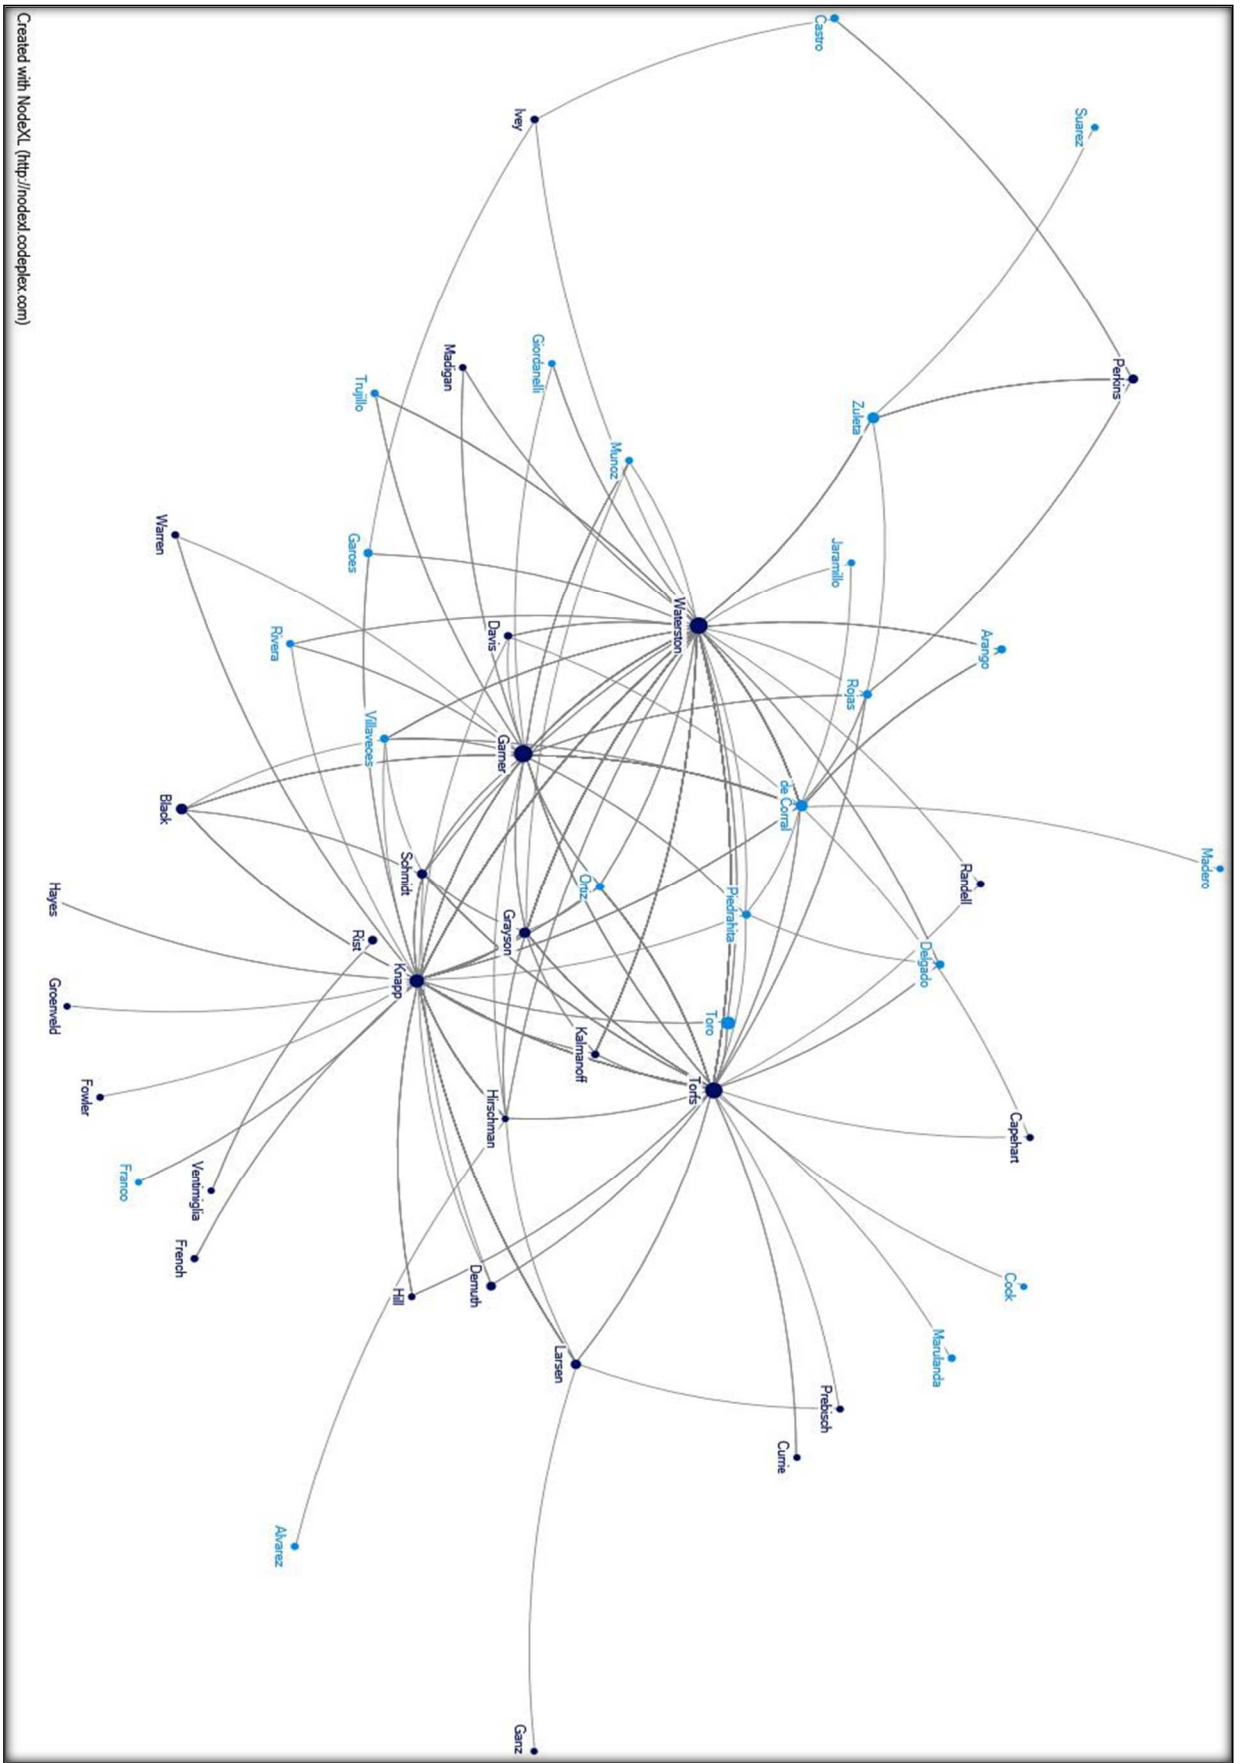 Castro
Suarez
Ivey
Perkins
Madigan
Giordanelli
Trujillo
Zuleta
Munoz
Warren
Garces
Jaramillo
Waterston
Davis
Rivera
Arango
Rojas
Villaveces
Garner
de Corral
Black
Schmidt
Madero
Randell
Ortiz
Piedrahita
Hayes
Rist
Grayson
Knapp
Delgado
Groenveld
Toro
Kalmanoff
Torfs
Fowler
Hirschman
Capehart
Franco
Ventimiglia
French
Hill
Demuth
Cook
Larsen
Marulanda
Prebisch
Currie
Alvarez
Ganz
Created with NodeXL (http://nodexl.codeplex.com)